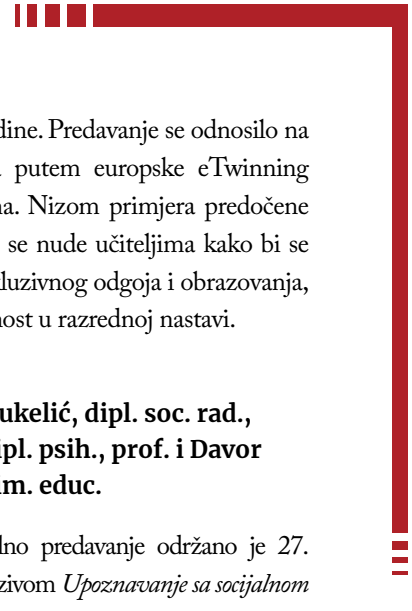 dine. Predavanje se odnosilo na
putem europske eTwinning
na. Nizom primjera predočene
se nude učiteljima kako bi se
kluzivnog odgoja i obrazovanja,
nost u razrednoj nastavi.
ukelić, dipl. soc. rad.,
ipl. psih., prof. i Davor
im. educ.
lno predavanje održano je 27.
zivom Upoznavanje sa socijalnom